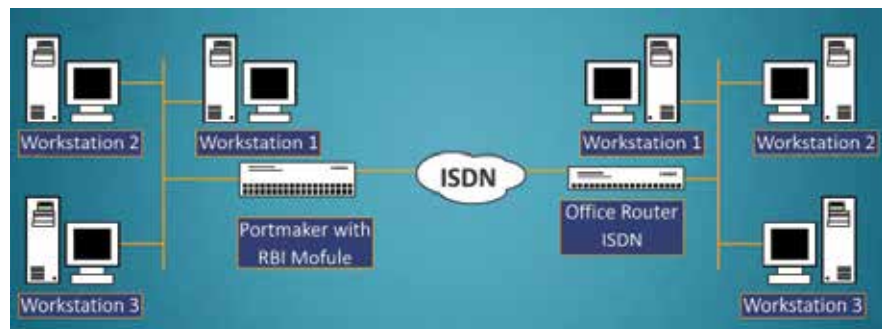 Workstation 2
Workstation 1
Workstation 3
Portmaker with
RBI Mofule
ISDN
Office Router
ISDN
Workstation 1
Workstation 2
Workstation 3